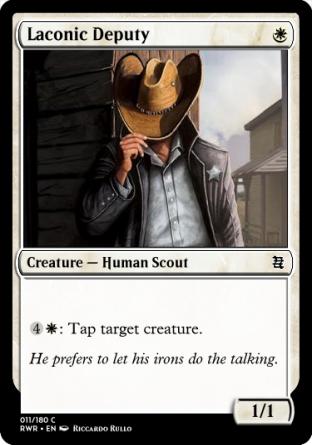 Laconic Deputy
Creature — Human Scout
4: Tap target creature.
He prefers to let his irons do the talking.
1/1
011/180 C
RWR • EN Riccardo Rullo